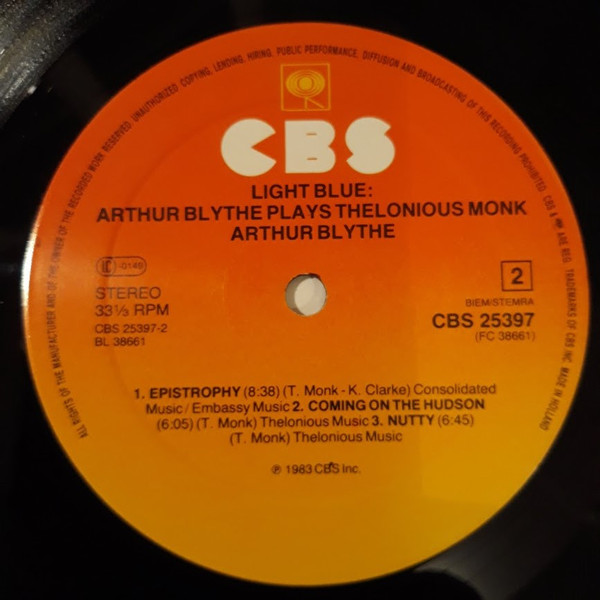 UNAUTHORIZED COPYING, LENDING, HIRING, PUBLIC PERFORMANCE, DIFFUSION AND BROADCASTING OF THIS RECORDING PROHIBITED. CBS & ARE REG. TRADEMARKS OF CBS INC. MADE IN HOLLAND
ALL RIGHTS OF THE MANUFACTURER AND OF THE OWNER OF THE RECORDED WORK RESERVED.
CBS
LIGHT BLUE:
ARTHUR BLYTHE PLAYS THELONIOUS MONK
ARTHUR BLYTHE
LC -0149
STEREO
33⅓ RPM
CBS 25397-2
BL 38661
2
BIEM/STEMRA
CBS 25397
(FC 38661)
1. EPISTROPHY (8:38) (T. Monk - K. Clarke) Consolidated
Music / Embassy Music 2. COMING ON THE HUDSON
(6:05) (T. Monk) Thelonious Music 3. NUTTY (6:45)
(T. Monk) Thelonious Music
℗ 1983 CBS Inc.